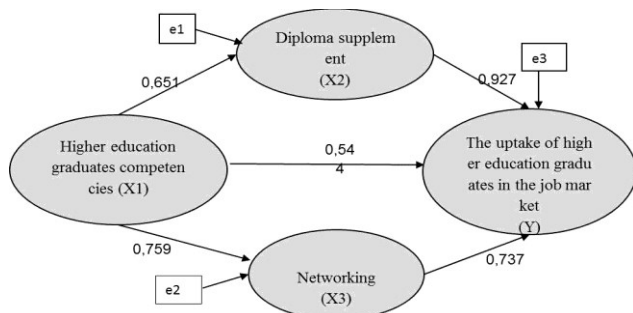 e1
Diploma supplem
ent
(X2)
e3
0,651
0,927
Higher education
graduates competen
cies (X1)
0,54
4
The uptake of high
er education gradu
ates in the job mar
ket
(Y)
0,759
e2
Networking
(X3)
0,737